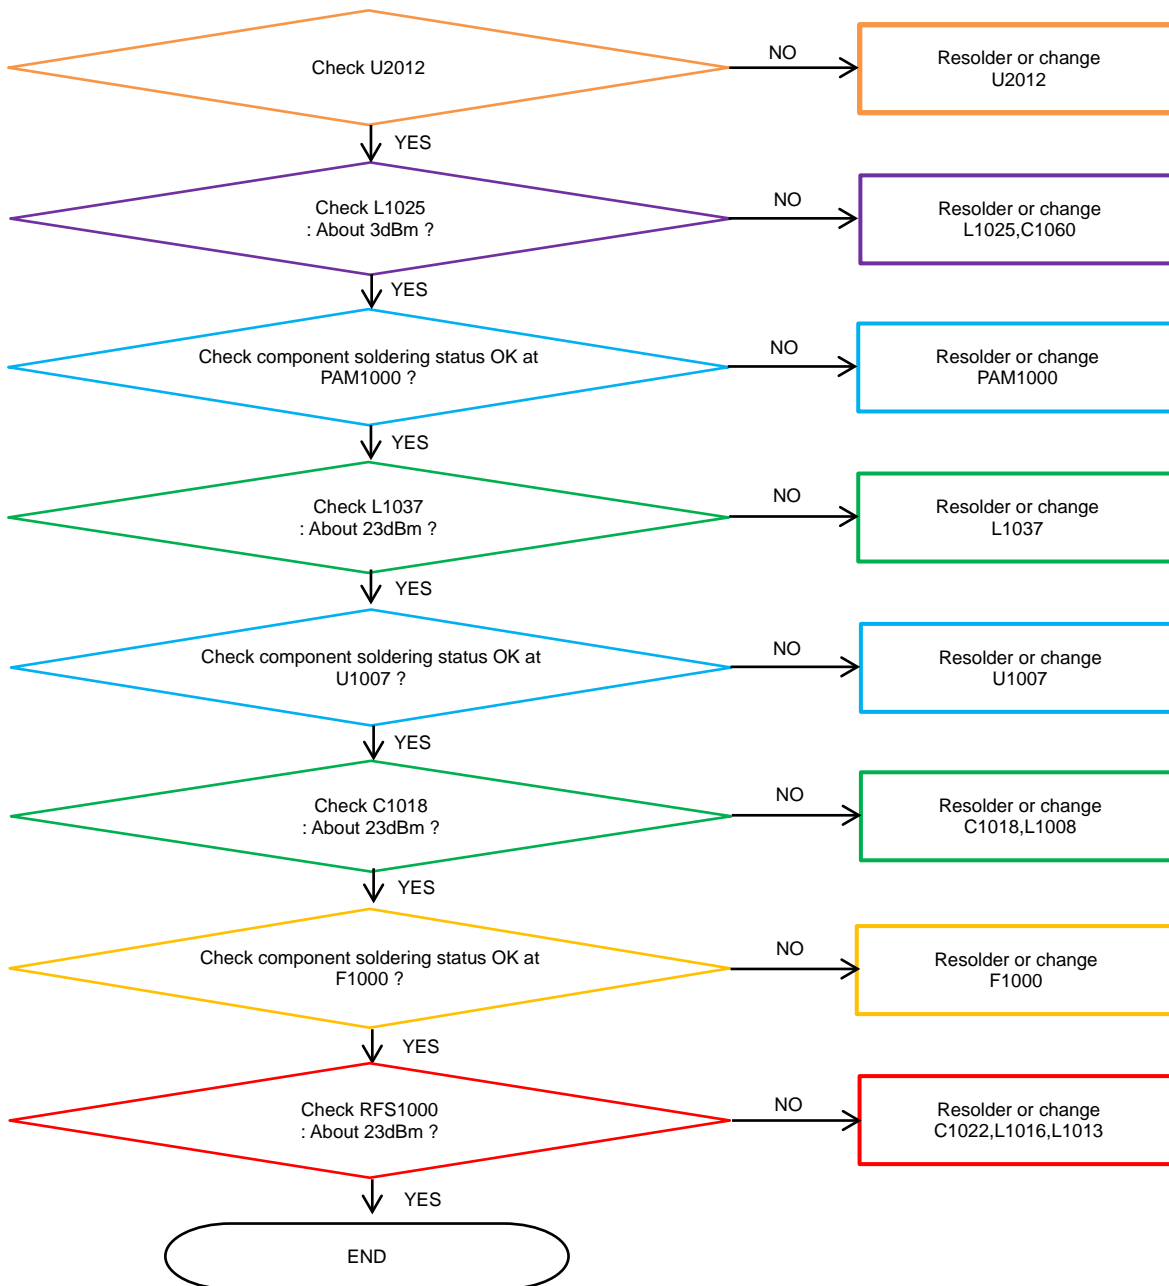 Check U2012
NO
Resolder or change
U2012
YES
Check L1025
: About 3dBm ?
NO
Resolder or change
L1025,C1060
YES
Check component soldering status OK at
PAM1000 ?
NO
Resolder or change
PAM1000
YES
Check L1037
: About 23dBm ?
NO
Resolder or change
L1037
YES
Check component soldering status OK at
U1007 ?
NO
Resolder or change
U1007
YES
Check C1018
: About 23dBm ?
NO
Resolder or change
C1018,L1008
YES
Check component soldering status OK at
F1000 ?
NO
Resolder or change
F1000
YES
Check RFS1000
: About 23dBm ?
NO
Resolder or change
C1022,L1016,L1013
YES
END